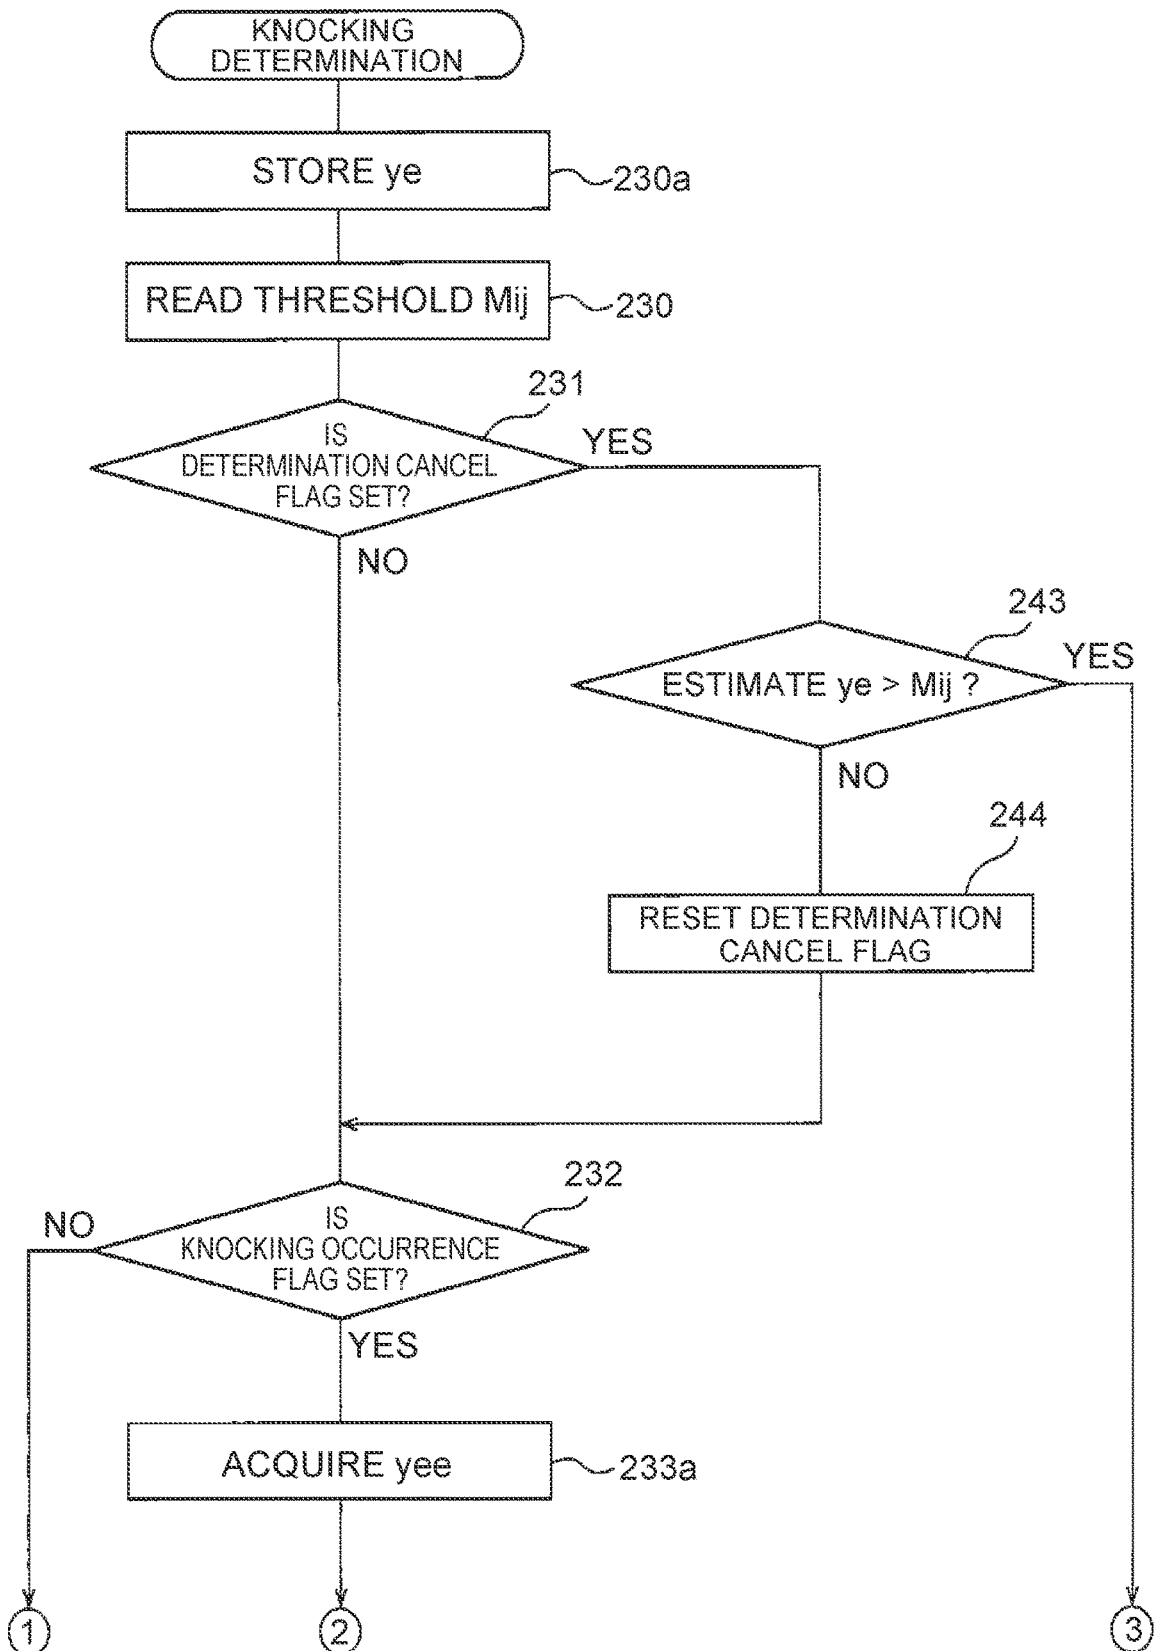 KNOCKING
DETERMINATION
STORE ye
230a
READ THRESHOLD Mij
230
231
IS
DETERMINATION CANCEL
FLAG SET?
YES
NO
243
ESTIMATE ye > Mij ?
YES
NO
244
RESET DETERMINATION
CANCEL FLAG
232
IS
KNOCKING OCCURRENCE
FLAG SET?
NO
YES
ACQUIRE yee
233a
1
2
3